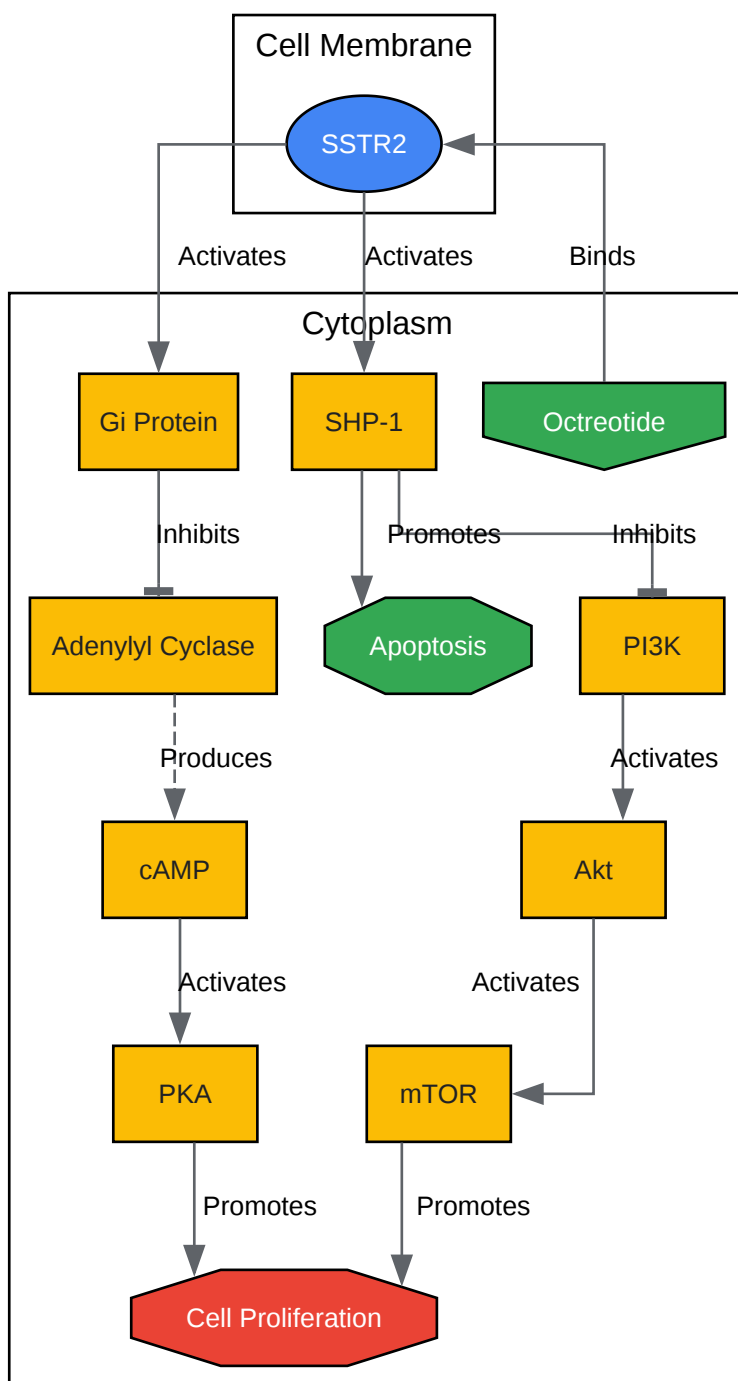 Cell Membrane
SSTR2
Activates
Activates
Binds
Cytoplasm
Gi Protein
SHP-1
Octreotide
Inhibits
Promotes
Inhibits
Adenylyl Cyclase
Apoptosis
PI3K
Produces
Activates
cAMP
Akt
Activates
Activates
PKA
mTOR
Promotes
Promotes
Cell Proliferation